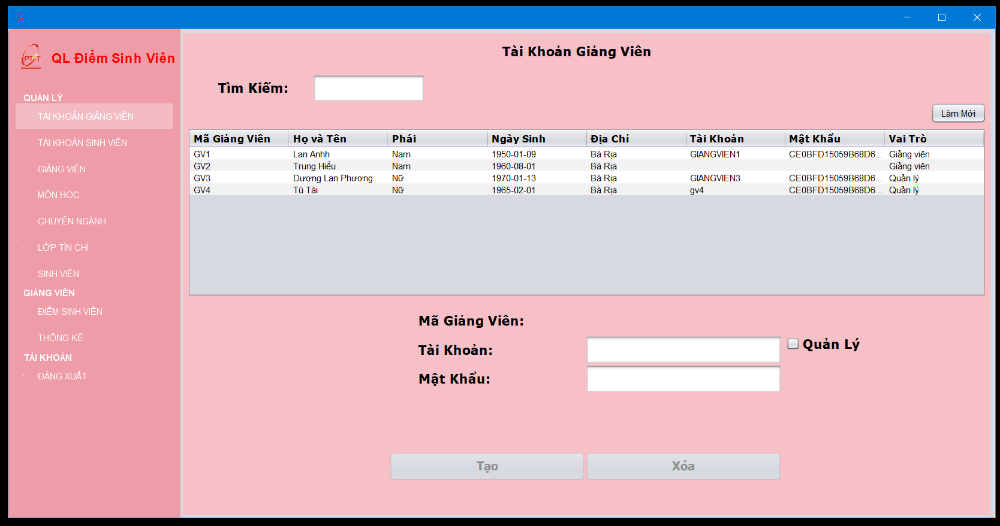 PTIT
QL Điểm Sinh Viên
QUẢN LÝ
TÀI KHOẢN GIẢNG VIÊN
TÀI KHOẢN SINH VIÊN
GIẢNG VIÊN
MÔN HỌC
CHUYÊN NGÀNH
LỚP TÍN CHỈ
SINH VIÊN
GIẢNG VIÊN
ĐIỂM SINH VIÊN
THỐNG KÊ
TÀI KHOẢN
ĐĂNG XUẤT
Tài Khoản Giảng Viên
Tìm Kiếm:
Làm Mới
Mã Giảng Viên Họ và Tên Phái Ngày Sinh Địa Chỉ Tài Khoản Mật Khẩu Vai Trò
GV1 Lan Anhh Nam 1950-01-09 Bà Rịa GIANGVIEN1 CE0BFD15059B68D6... Giảng viên
GV2 Trung Hiếu Nam 1960-08-01 Bà Rịa Giảng viên
GV3 Dương Lan Phương Nữ 1970-01-13 Bà Rịa GIANGVIEN3 CE0BFD15059B68D6... Quản lý
GV4 Tú Tài Nữ 1965-02-01 Bà Rịa gv4 CE0BFD15059B68D6... Quản lý
Mã Giảng Viên:
Tài Khoản: Quản Lý
Mật Khẩu:
Tạo Xóa